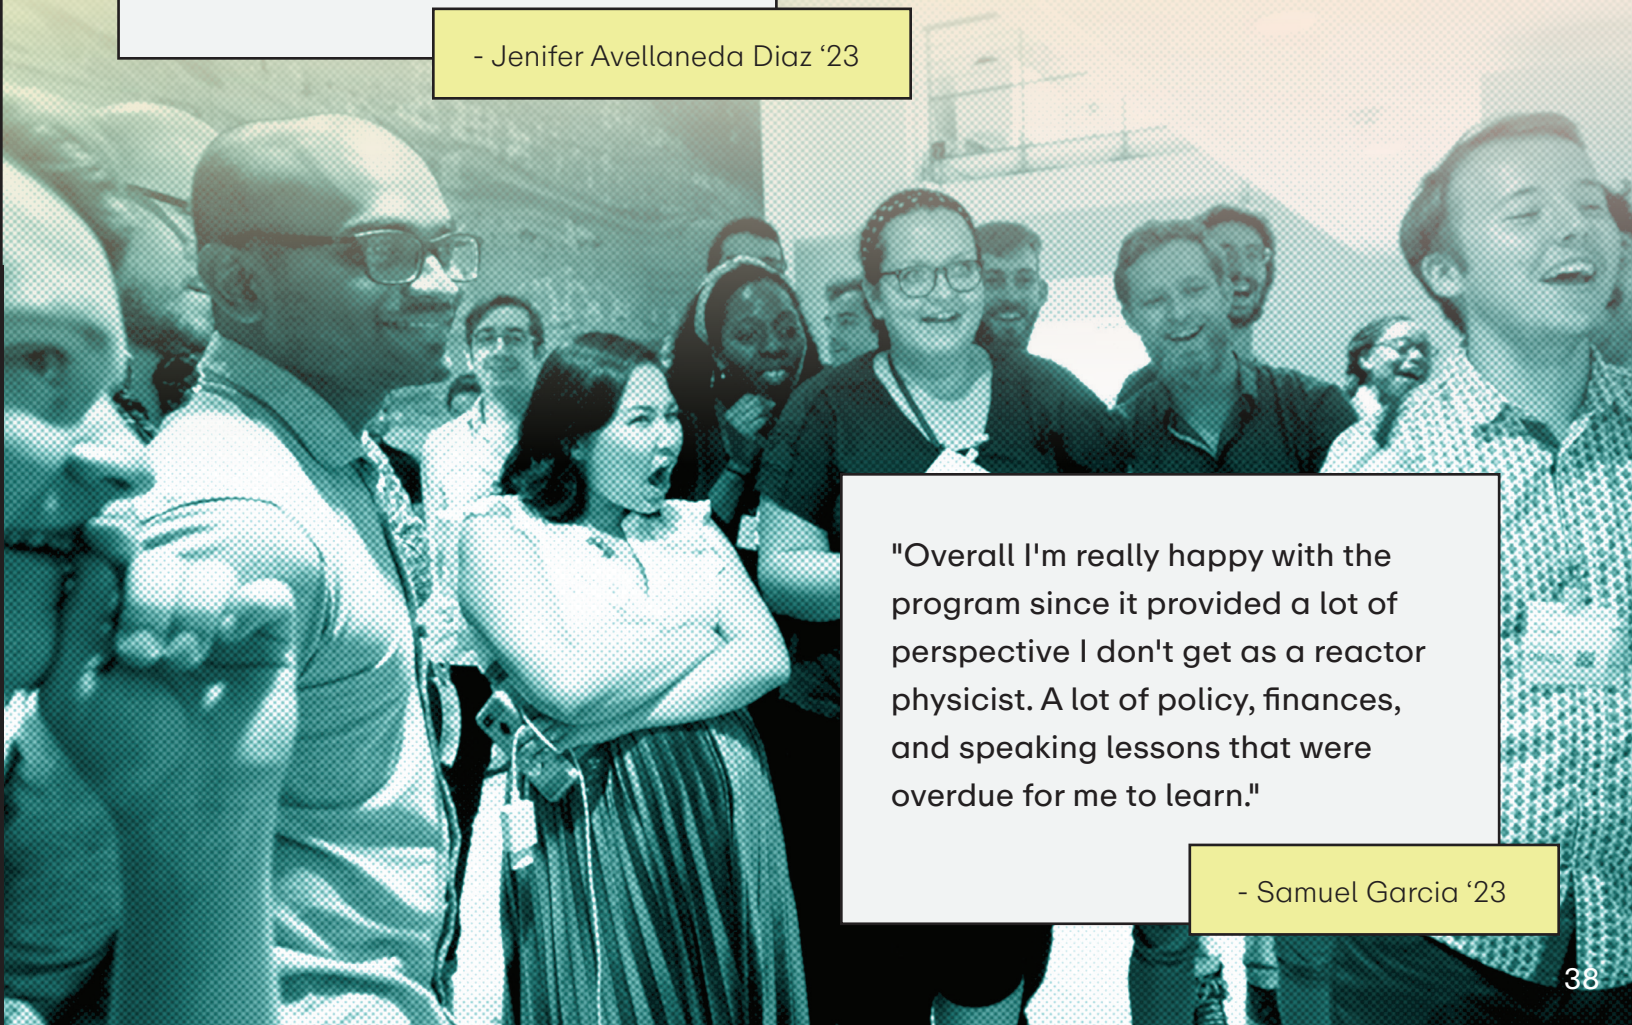 - Jenifer Avellaneda Diaz ‘23
"Overall I'm really happy with the
program since it provided a lot of
perspective I don't get as a reactor
physicist. A lot of policy, finances,
and speaking lessons that were
overdue for me to learn."
- Samuel Garcia ‘23
38